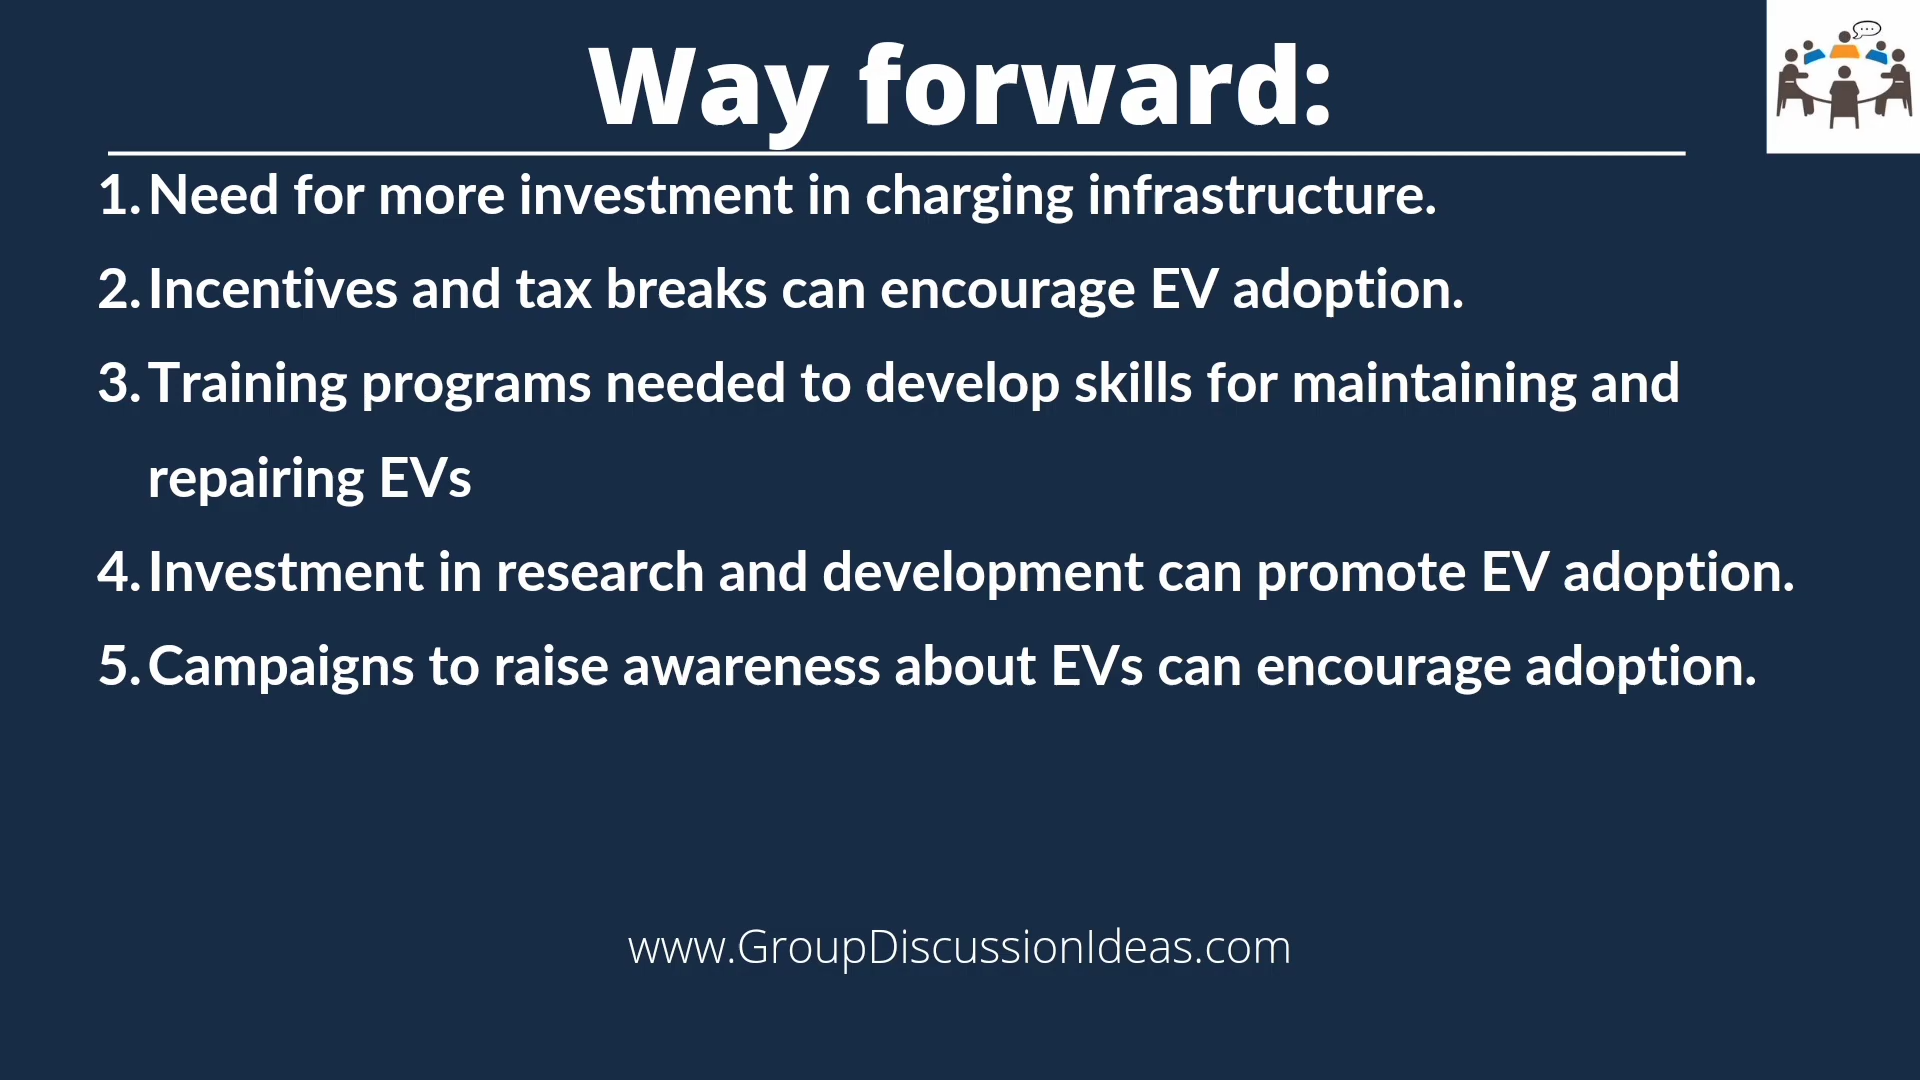 Way forward:
1. Need for more investment in charging infrastructure.
2. Incentives and tax breaks can encourage EV adoption.
3. Training programs needed to develop skills for maintaining and
repairing EVs
4. Investment in research and development can promote EV adoption.
5. Campaigns to raise awareness about EVs can encourage adoption.
www.GroupDiscussionIdeas.com